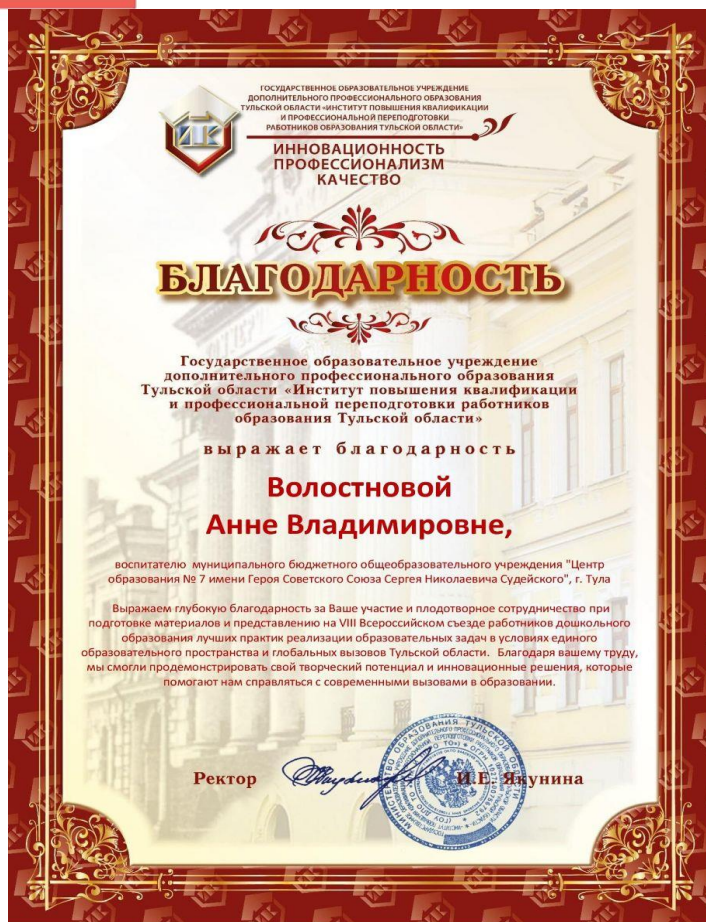 ГОСУДАРСТВЕННОЕ ОБРАЗОВАТЕЛЬНОЕ УЧРЕЖДЕНИЕ
ДОПОЛНИТЕЛЬНОГО ПРОФЕССИОНАЛЬНОГО ОБРАЗОВАНИЯ
ТУЛЬСКОЙ ОБЛАСТИ «ИНСТИТУТ ПОВЫШЕНИЯ КВАЛИФИКАЦИИ
И ПРОФЕССИОНАЛЬНОЙ ПЕРЕПОДГОТОВКИ
РАБОТНИКОВ ОБРАЗОВАНИЯ ТУЛЬСКОЙ ОБЛАСТИ»
ИПК
ИННОВАЦИОННОСТЬ
ПРОФЕССИОНАЛИЗМ
КАЧЕСТВО
БЛАГОДАРНОСТЬ
Государственное образовательное учреждение
дополнительного профессионального образования
Тульской области «Институт повышения квалификации
и профессиональной переподготовки работников
образования Тульской области»
выражает благодарность
Волостновой
Анне Владимировне,
воспитателю муниципального бюджетного общеобразовательного учреждения "Центр
образования № 7 имени Героя Советского Союза Сергея Николаевича Судейского", г. Тула
Выражаем глубокую благодарность за Ваше участие и плодотворное сотрудничество при
подготовке материалов и представлению на VIII Всероссийском съезде работников дошкольного
образования лучших практик реализации образовательных задач в условиях единого
образовательного пространства и глобальных вызовов Тульской области. Благодаря вашему труду,
мы смогли продемонстрировать свой творческий потенциал и инновационные решения, которые
помогают нам справляться с современными вызовами в образовании.
Ректор И.Е. Якунина
МИНИСТЕРСТВО ОБРАЗОВАНИЯ ТУЛЬСКОЙ ОБЛАСТИ